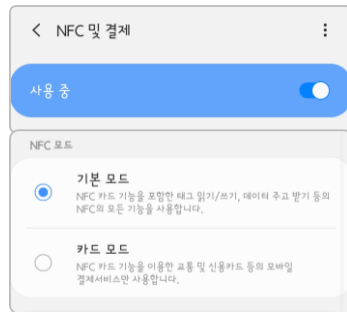 NFC 및 결제
사용 중
NFC 모드
기본 모드
NFC 카드 기능을 포함한 태그 읽기/쓰기, 데이터 주고 받기 등의
NFC의 모든 기능을 사용합니다.
카드 모드
NFC 카드 기능을 이용한 교통 및 신용카드 등의 모바일
결제서비스만 사용합니다.